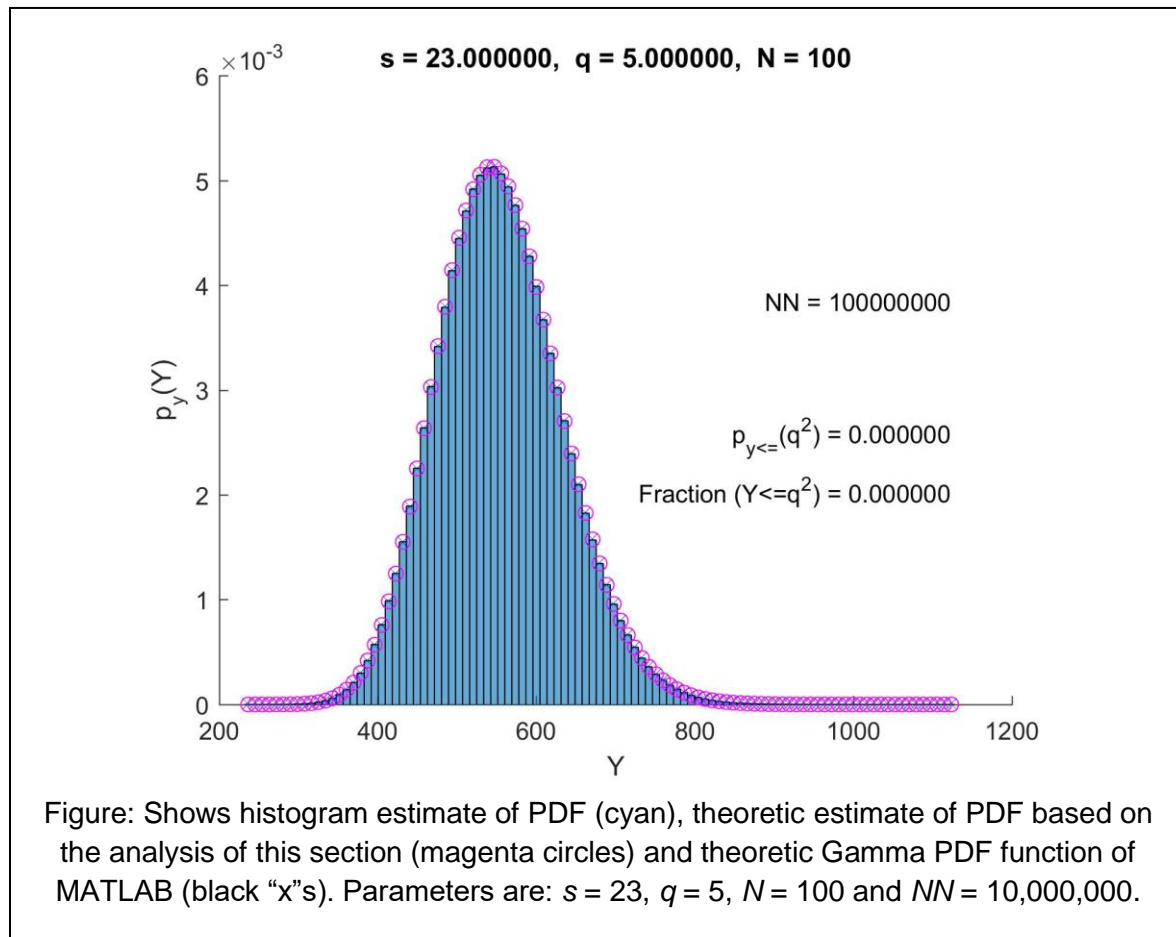 ×10⁻³
s = 23.000000, q = 5.000000, N = 100
6
5
4
3
2
1
0
p_y(Y)
NN = 100000000
p_{y<=}(q²) = 0.000000
Fraction (Y<=q²) = 0.000000
200
400
600
800
1000
1200
Y
Figure: Shows histogram estimate of PDF (cyan), theoretic estimate of PDF based on
the analysis of this section (magenta circles) and theoretic Gamma PDF function of
MATLAB (black “x”s). Parameters are: s = 23, q = 5, N = 100 and NN = 10,000,000.